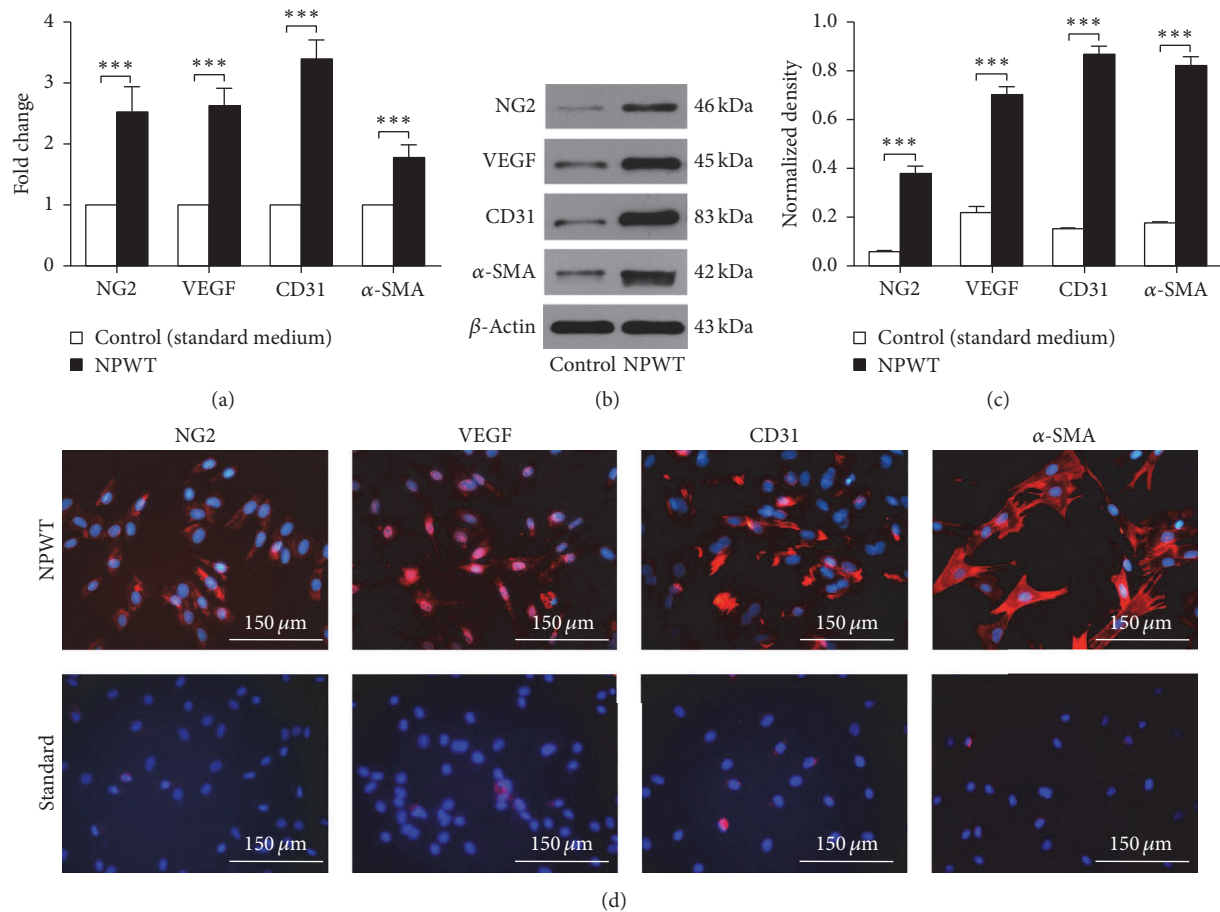 ***
***
***
***
Fold change
4
3
2
1
0
NG2 VEGF CD31 α-SMA
Control (standard medium)
NPWT
(a)
NG2 46 kDa
VEGF 45 kDa
CD31 83 kDa
α-SMA 42 kDa
β-Actin 43 kDa
Control NPWT
(b)
***
***
***
***
Normalized density
1.0
0.8
0.6
0.4
0.2
0.0
NG2 VEGF CD31 α-SMA
Control (standard medium)
NPWT
(c)
NG2 VEGF CD31 α-SMA
NPWT
150 μm 150 μm 150 μm 150 μm
Standard
150 μm 150 μm 150 μm 150 μm
(d)